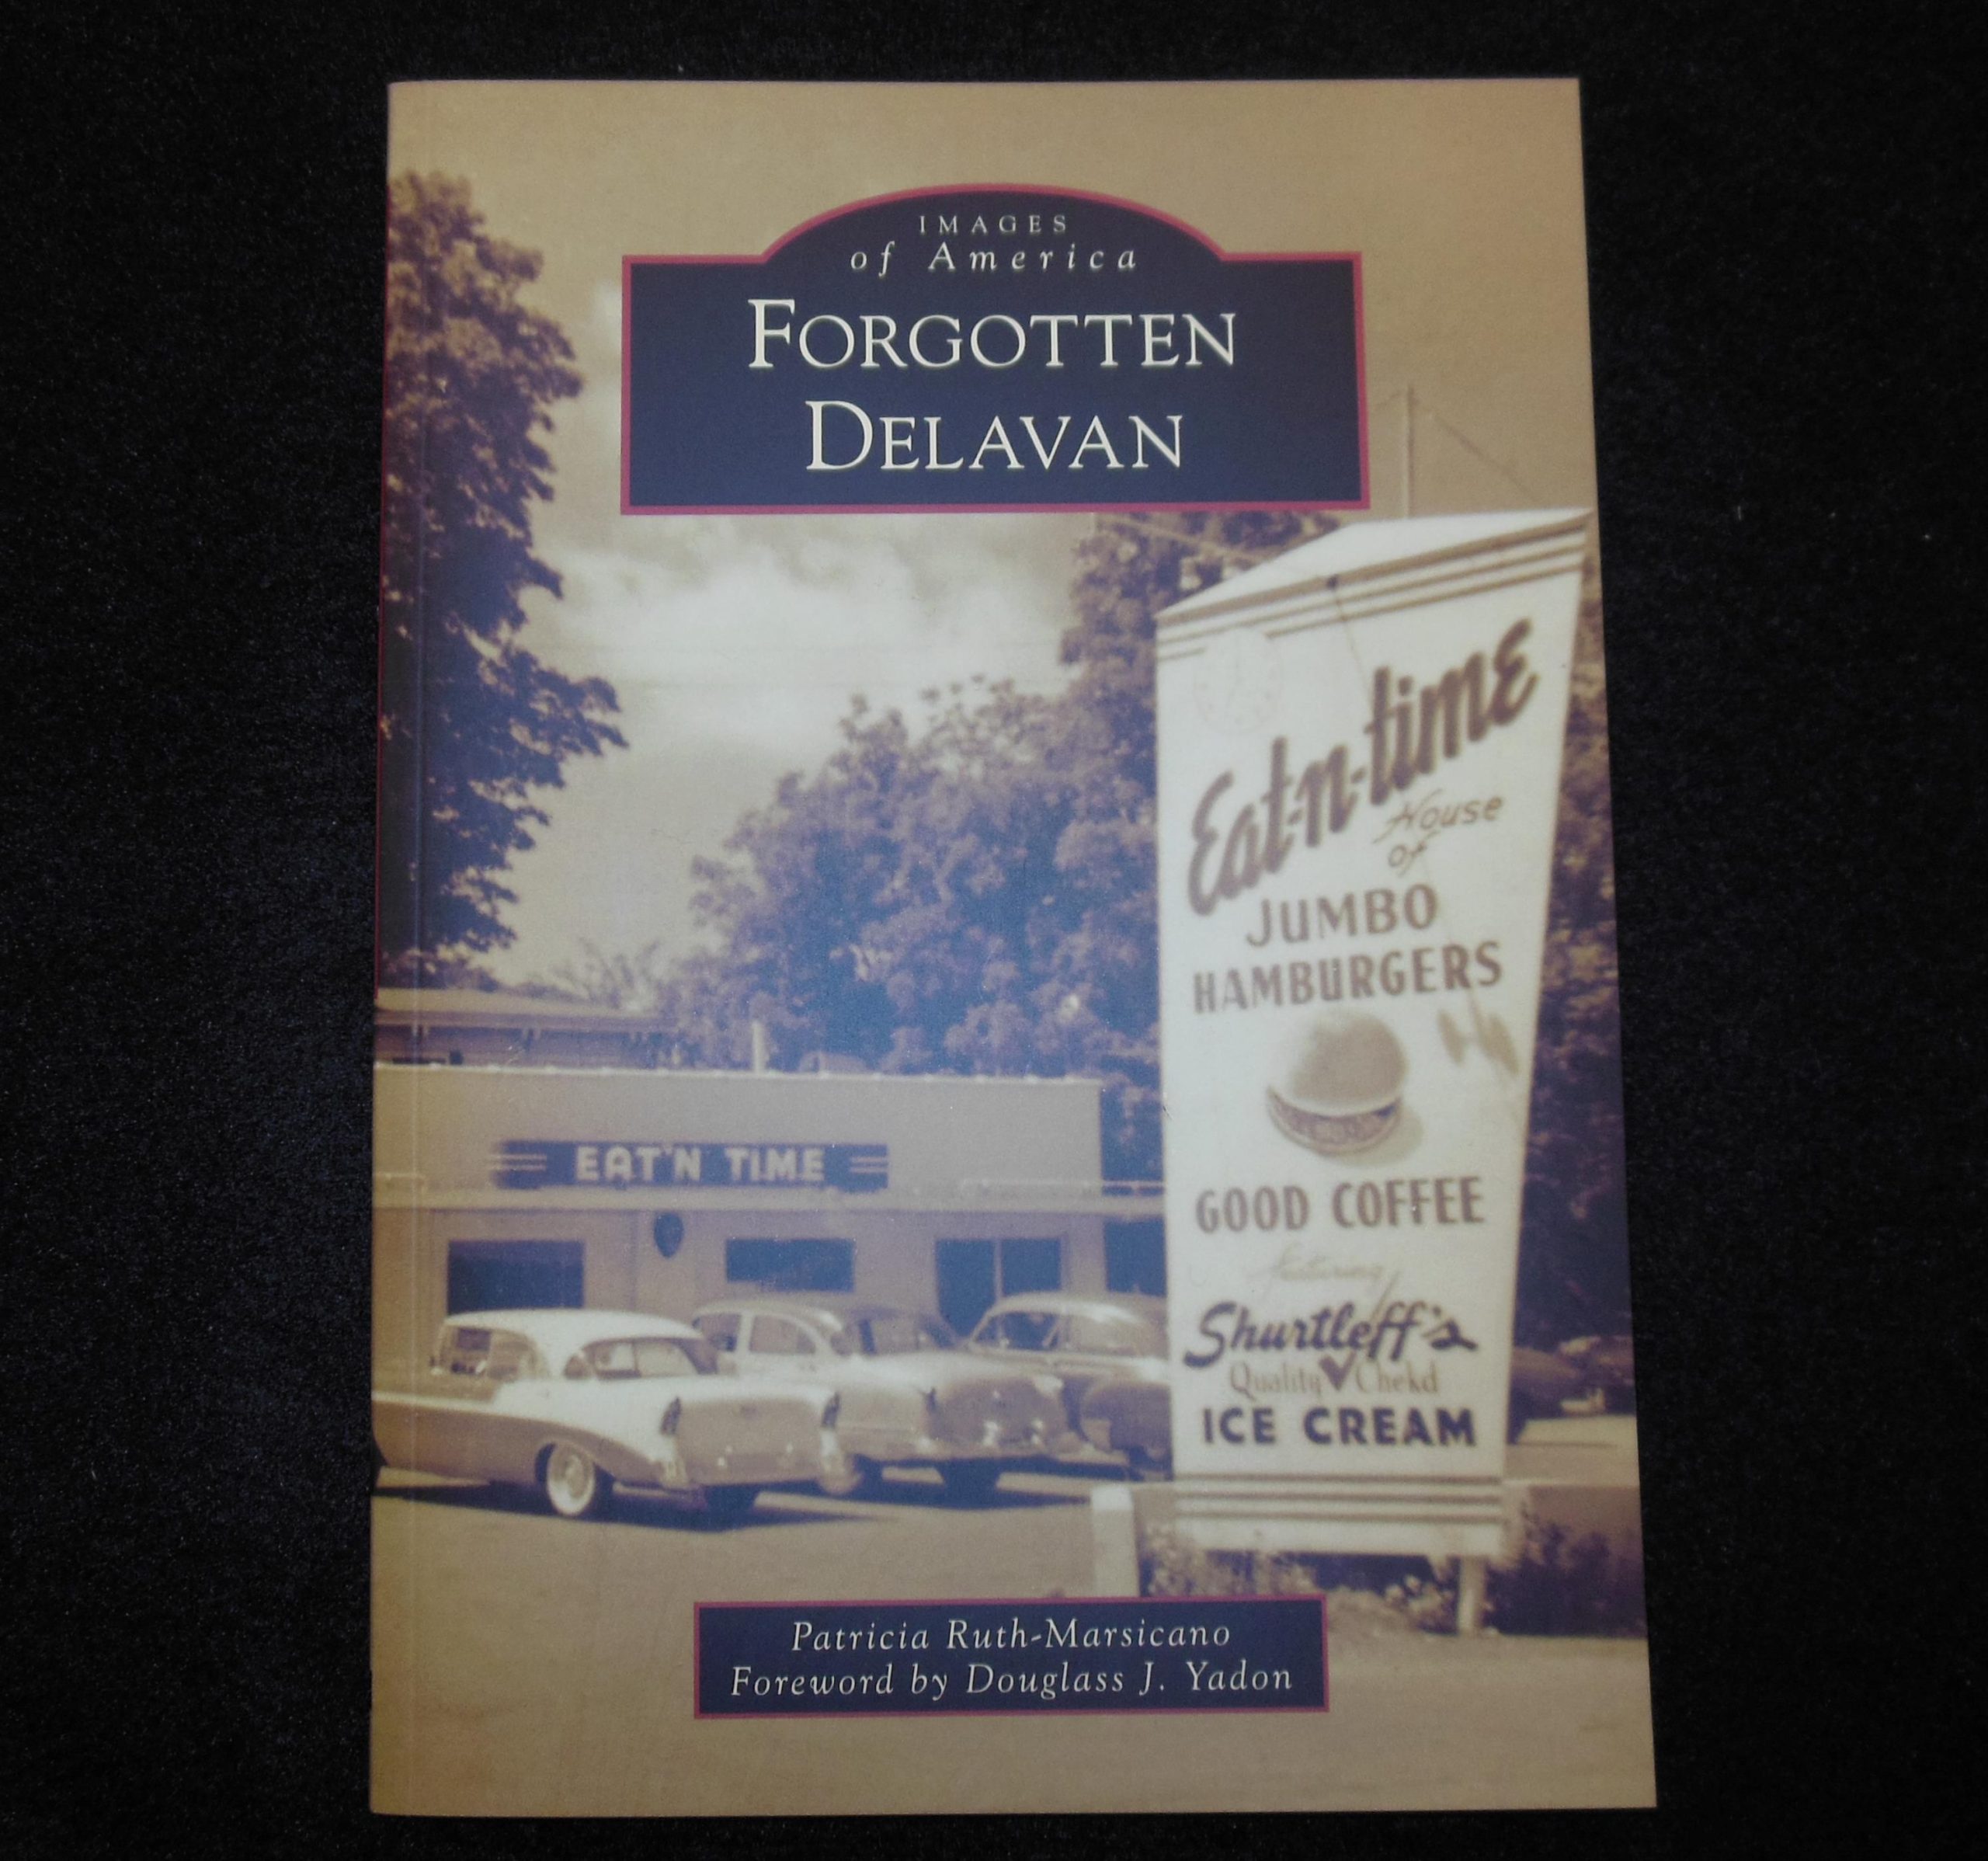 IMAGES
of America
FORGOTTEN
DELAVAN
Eat-n-time
House
of
JUMBO
HAMBURGERS
EAT'N TIME
GOOD COFFEE
featuring
Shurtleff's
Quality Chekd
ICE CREAM
Patricia Ruth-Marsicano
Foreword by Douglass J. Yadon